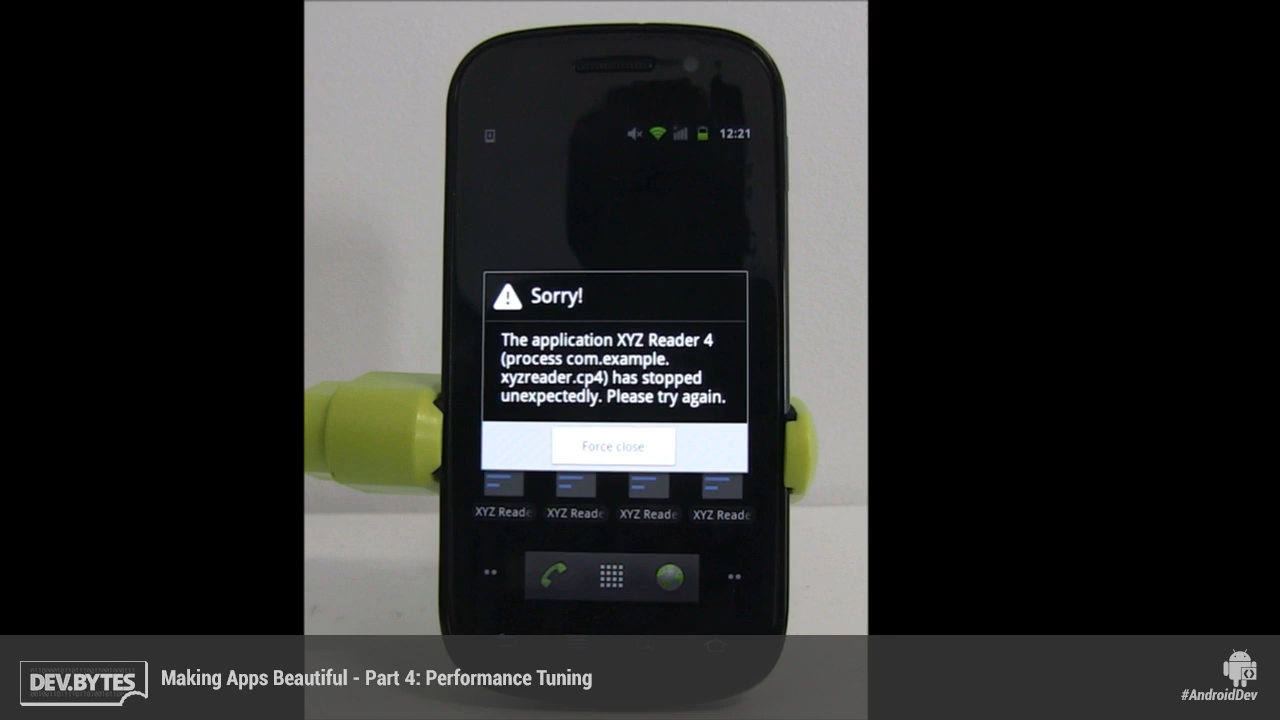 12:21
Sorry!
The application XYZ Reader 4
(process com.example.
xyzreader.cp4) has stopped
unexpectedly. Please try again.
Force close
XYZ Reade XYZ Reade XYZ Reade XYZ Reade
DEV.BYTES
Making Apps Beautiful - Part 4: Performance Tuning
#AndroidDev